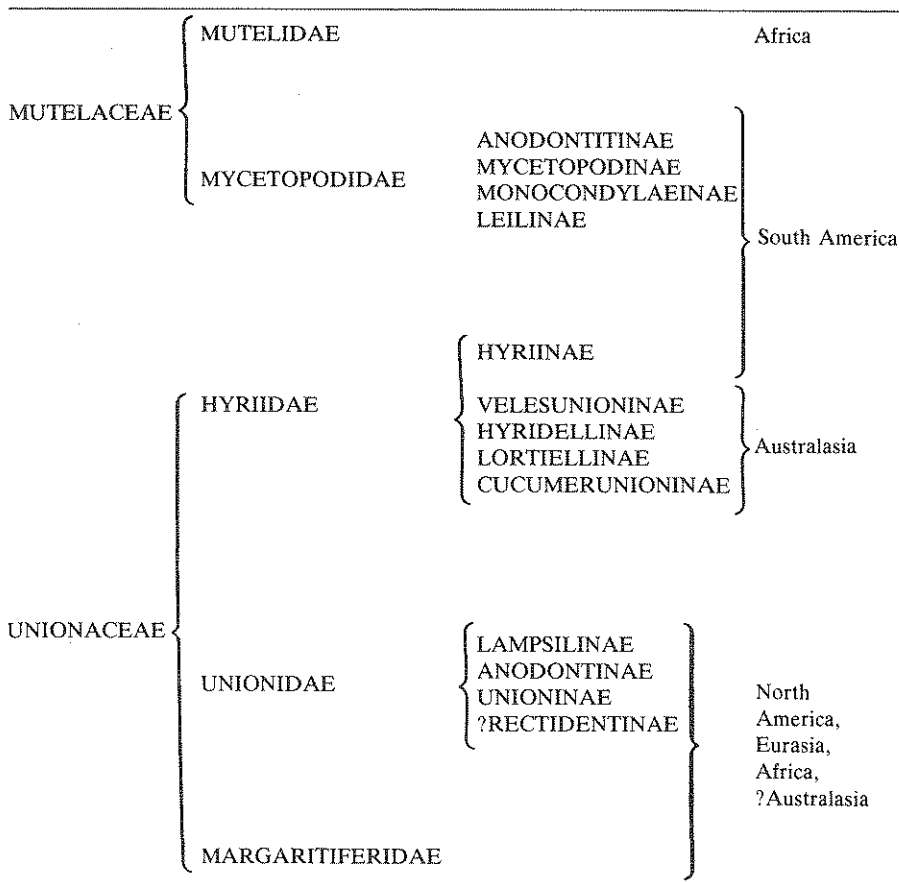 MUTELIDAE Africa
MUTELACEAE
ANODONTITINAE
MYCETOPODINAE
MYCETOPODIDAE
MONOCONDYLAEINAE
LEILINAE
South America
HYRIINAE
HYRIIDAE VELESUNIONINAE
HYRIDELLINAE
Australasia
LORTIELLINAE
CUCUMERUNIONINAE
UNIONACEAE
LAMPSILINAE
ANODONTINAE
UNIONIDAE
UNIONINAE
?RECTIDENTINAE
North
America,
Eurasia,
Africa,
?Australasia
MARGARITIFERIDAE